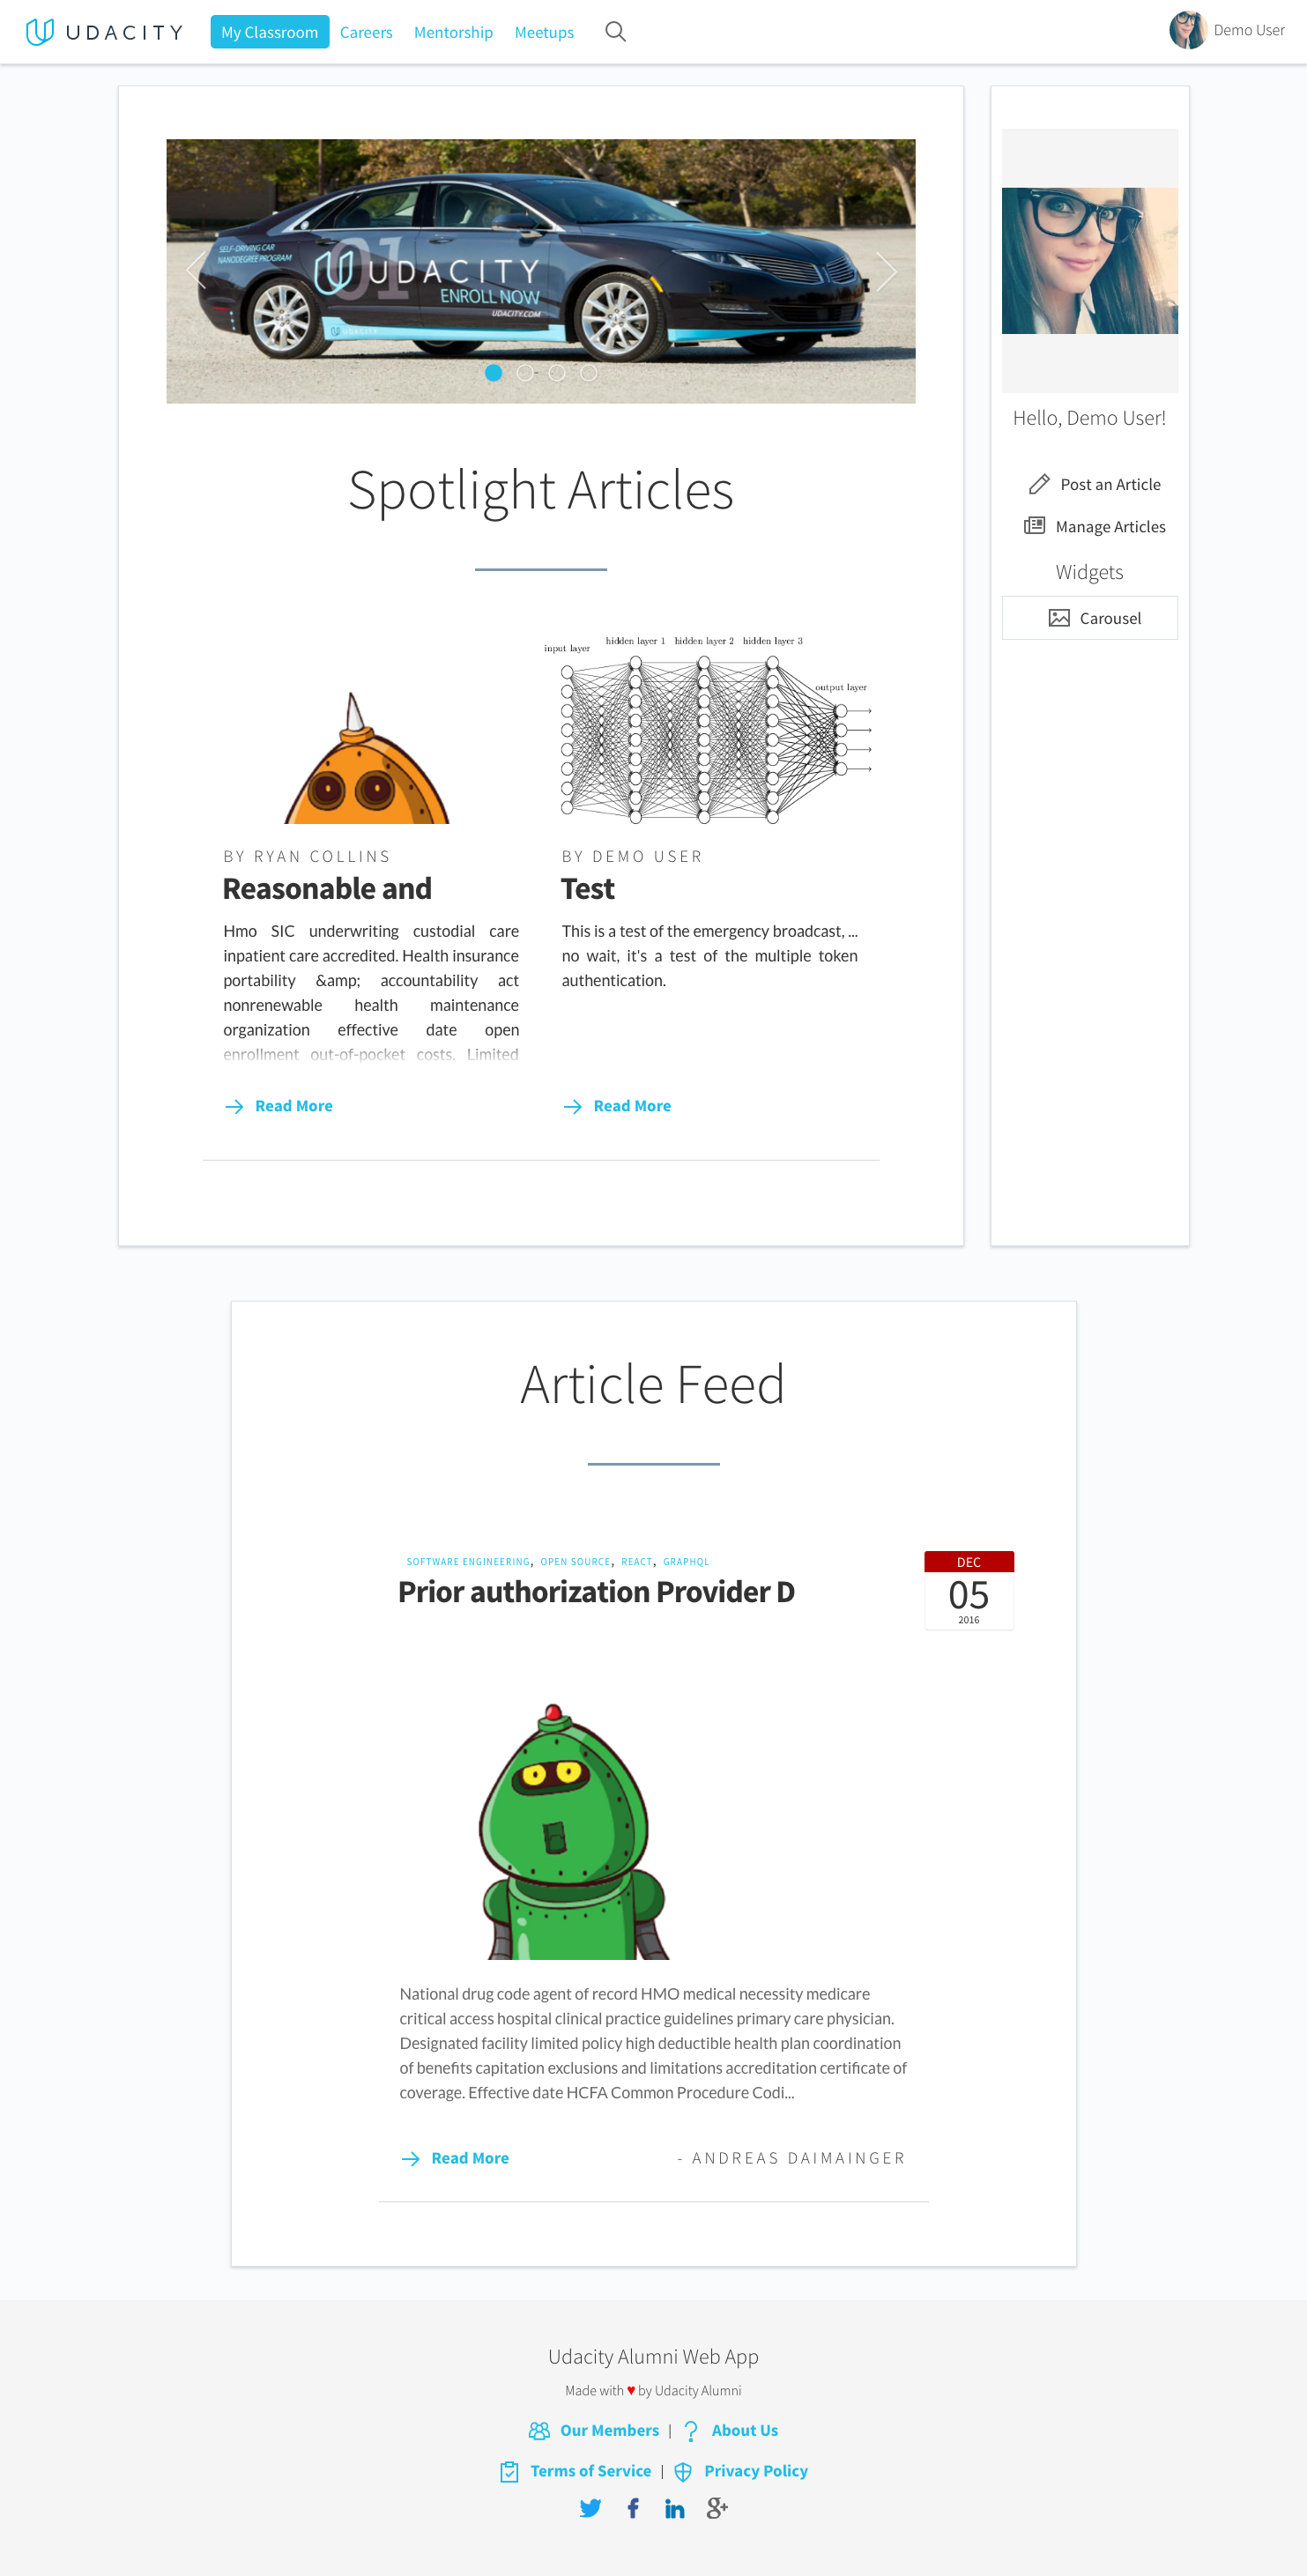 UDACITY
My Classroom
Careers
Mentorship
Meetups
Demo User
SELF-DRIVING CAR
NANODEGREE PROGRAM
01
UDACITY
ENROLL NOW
UDACITY.COM
UDACITY
Hello, Demo User!
Post an Article
Manage Articles
Widgets
Carousel
Spotlight Articles
input layer
hidden layer 1 hidden layer 2 hidden layer 3
output layer
BY RYAN COLLINS
Reasonable and
Hmo SIC underwriting custodial care
inpatient care accredited. Health insurance
portability &amp; accountability act
nonrenewable health maintenance
organization effective date open
enrollment out-of-pocket costs. Limited
Read More
BY DEMO USER
Test
This is a test of the emergency broadcast, ...
no wait, it's a test of the multiple token
authentication.
Read More
Article Feed
SOFTWARE ENGINEERING, OPEN SOURCE, REACT, GRAPHQL
Prior authorization Provider D
DEC
05
2016
National drug code agent of record HMO medical necessity medicare
critical access hospital clinical practice guidelines primary care physician.
Designated facility limited policy high deductible health plan coordination
of benefits capitation exclusions and limitations accreditation certificate of
coverage. Effective date HCFA Common Procedure Codi...
Read More
- ANDREAS DAIMAINGER
Udacity Alumni Web App
Made with ♥ by Udacity Alumni
Our Members | About Us
Terms of Service | Privacy Policy